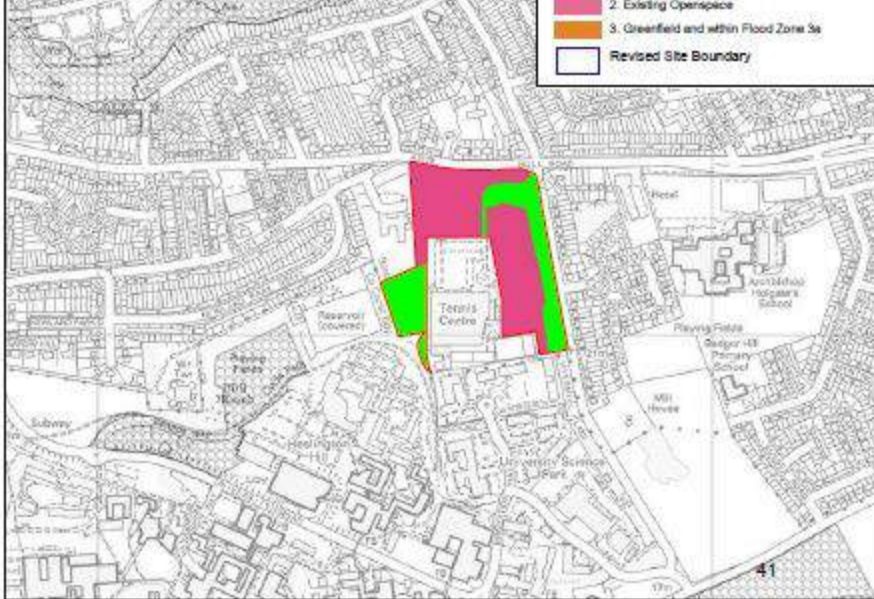 2. Existing Openspace
3. Greenfield and within Flood Zone 3a
Revised Site Boundary
Hotel
Archbishop
Holgate's
School
Tennis
Centre
Reservoir
(covered)
Playing Fields
Badger Hill
Primary
School
Playing
Fields
Mill
House
Subway
Heslington
Hill
University Science
Park
17m
41